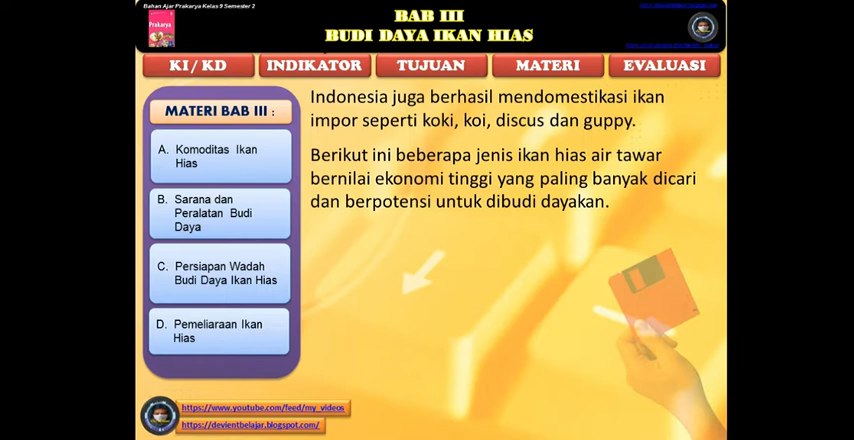 Bahan Ajar Prakarya Kelas 9 Semester 2
Prakarya
BAB III
BUDI DAYA IKAN HIAS
KI / KD
INDIKATOR
TUJUAN
MATERI
EVALUASI
MATERI BAB III :
A. Komoditas Ikan
Hias
B. Sarana dan
Peralatan Budi
Daya
C. Persiapan Wadah
Budi Daya Ikan Hias
D. Pemeliaraan Ikan
Hias
Indonesia juga berhasil mendomestikasi ikan
impor seperti koki, koi, discus dan guppy.
Berikut ini beberapa jenis ikan hias air tawar
bernilai ekonomi tinggi yang paling banyak dicari
dan berpotensi untuk dibudi dayakan.
https://www.youtube.com/feed/my_videos
https://devientbelajar.blogspot.com/